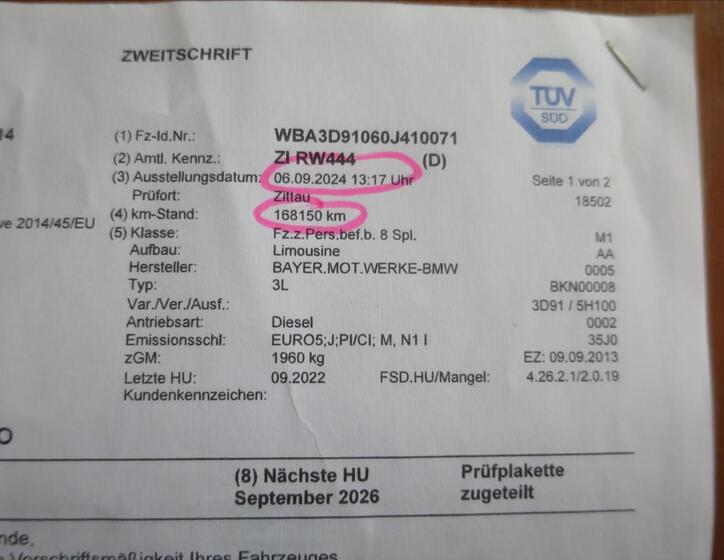 ZWEITSCHRIFT
TÜV
SÜD
14
(1) Fz-Id.Nr.: WBA3D91060J410071
(2) Amtl. Kennz.: ZI RW444 (D)
(3) Ausstellungsdatum: 06.09.2024 13:17 Uhr Seite 1 von 2
Prüfort: Zittau 18502
(4) km-Stand: 168150 km
ve 2014/45/EU
(5) Klasse: Fz.z.Pers.bef.b. 8 Spl. M1
Aufbau: Limousine AA
Hersteller: BAYER.MOT.WERKE-BMW 0005
Typ: 3L BKN00008
Var./Ver./Ausf.: 3D91 / 5H100
Antriebsart: Diesel 0002
Emissionsschl: EURO5;J;PI/CI; M, N1 I 35J0
zGM: 1960 kg EZ: 09.09.2013
Letzte HU: 09.2022 FSD.HU/Mangel: 4.26.2.1/2.0.19
Kundenkennzeichen:
O
(8) Nächste HU Prüfplakette
September 2026 zugeteilt
nde,
e Vorschriftsmäßigkeit Ihres Fahrzeuges